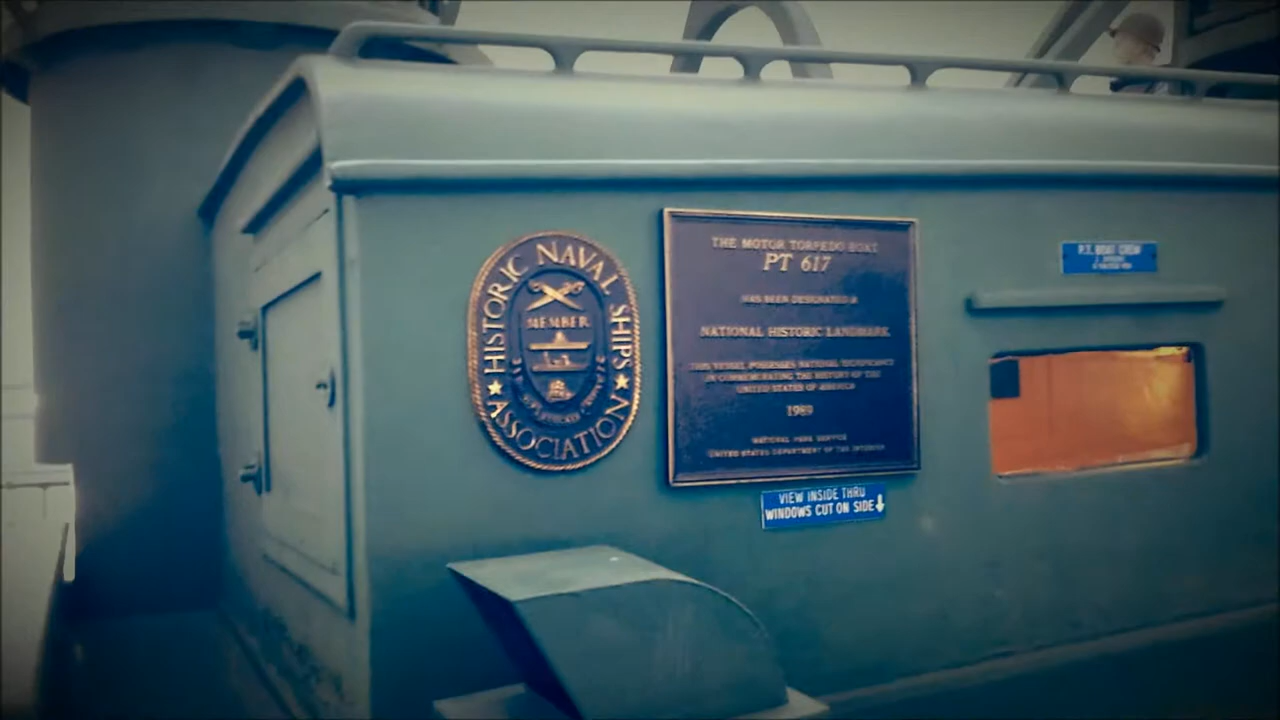 HISTORIC NAVAL SHIPS
ASSOCIATION
MEMBER
THE MOTOR TORPEDO BOAT
PT 617
HAS BEEN DESIGNATED A
NATIONAL HISTORIC LANDMARK
THIS VESSEL POSSESSES NATIONAL SIGNIFICANCE
IN COMMEMORATING THE HISTORY OF THE
UNITED STATES OF AMERICA
1989
NATIONAL PARK SERVICE
UNITED STATES DEPARTMENT OF THE INTERIOR
VIEW INSIDE THRU
WINDOWS CUT ON SIDE
P.T. BOAT CREW